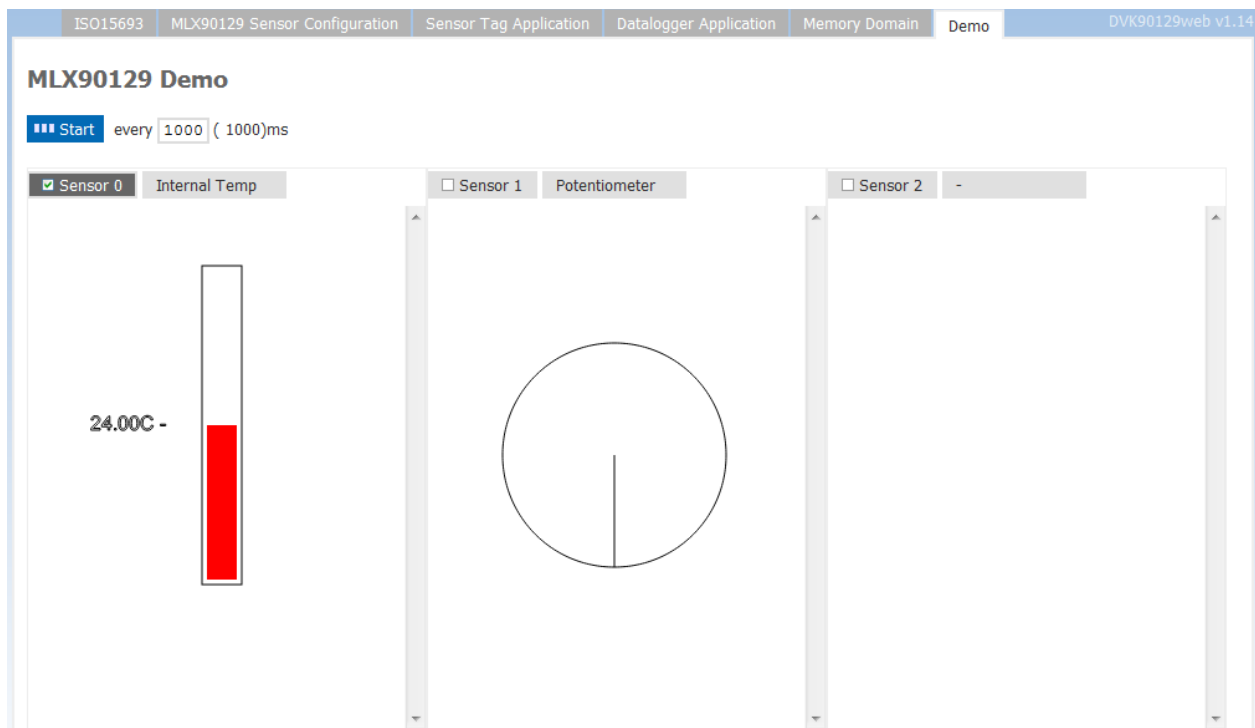 ISO15693 MLX90129 Sensor Configuration Sensor Tag Application Datalogger Application Memory Domain Demo DVK90129web v1.14
MLX90129 Demo
Start every 1000 ( 1000)ms
Sensor 0 Internal Temp Sensor 1 Potentiometer Sensor 2 -
24.00C -